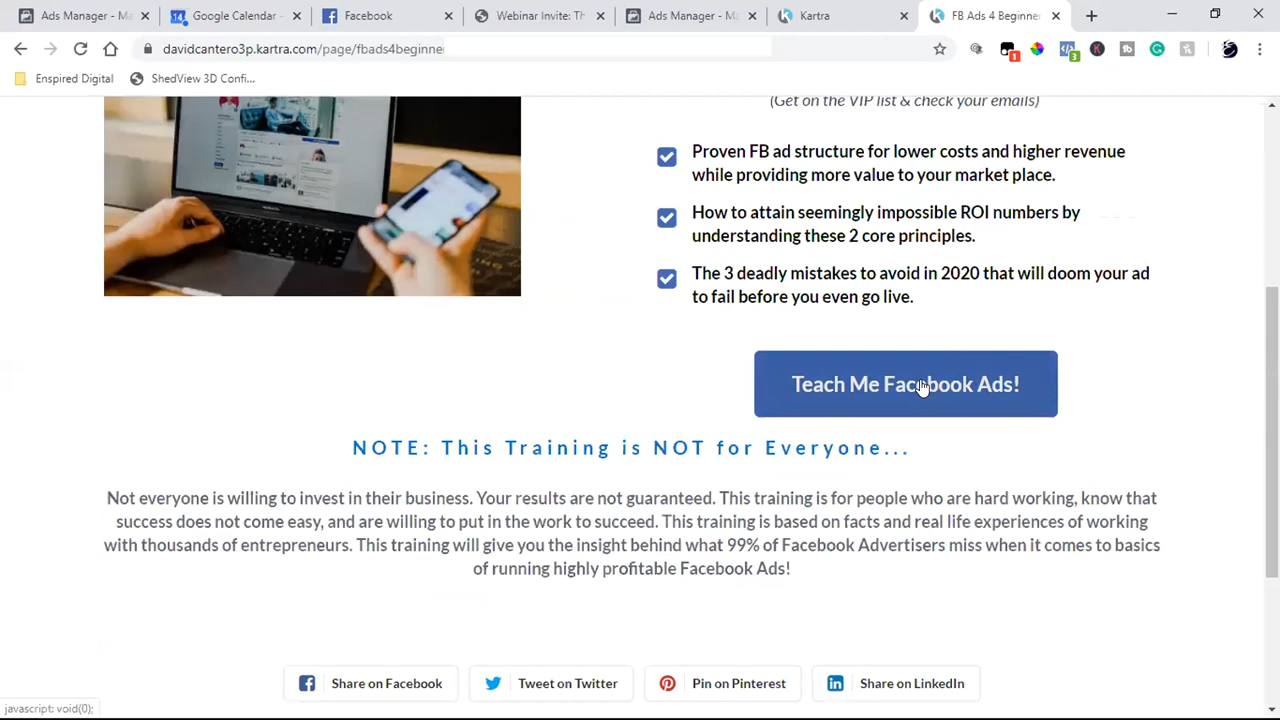 Ads Manager - Ma
Google Calendar -
Facebook
Webinar Invite: Th
Ads Manager - Ma
Kartra
FB Ads 4 Beginner
davidcantero3p.kartra.com/page/fbads4beginne
Enspired Digital
ShedView 3D Confi...
(Get on the VIP list & check your emails)
Proven FB ad structure for lower costs and higher revenue
while providing more value to your market place.
How to attain seemingly impossible ROI numbers by
understanding these 2 core principles.
The 3 deadly mistakes to avoid in 2020 that will doom your ad
to fail before you even go live.
Teach Me Facebook Ads!
NOTE: This Training is NOT for Everyone...
Not everyone is willing to invest in their business. Your results are not guaranteed. This training is for people who are hard working, know that
success does not come easy, and are willing to put in the work to succeed. This training is based on facts and real life experiences of working
with thousands of entrepreneurs. This training will give you the insight behind what 99% of Facebook Advertisers miss when it comes to basics
of running highly profitable Facebook Ads!
Share on Facebook
Tweet on Twitter
Pin on Pinterest
Share on LinkedIn
javascript: void(0);